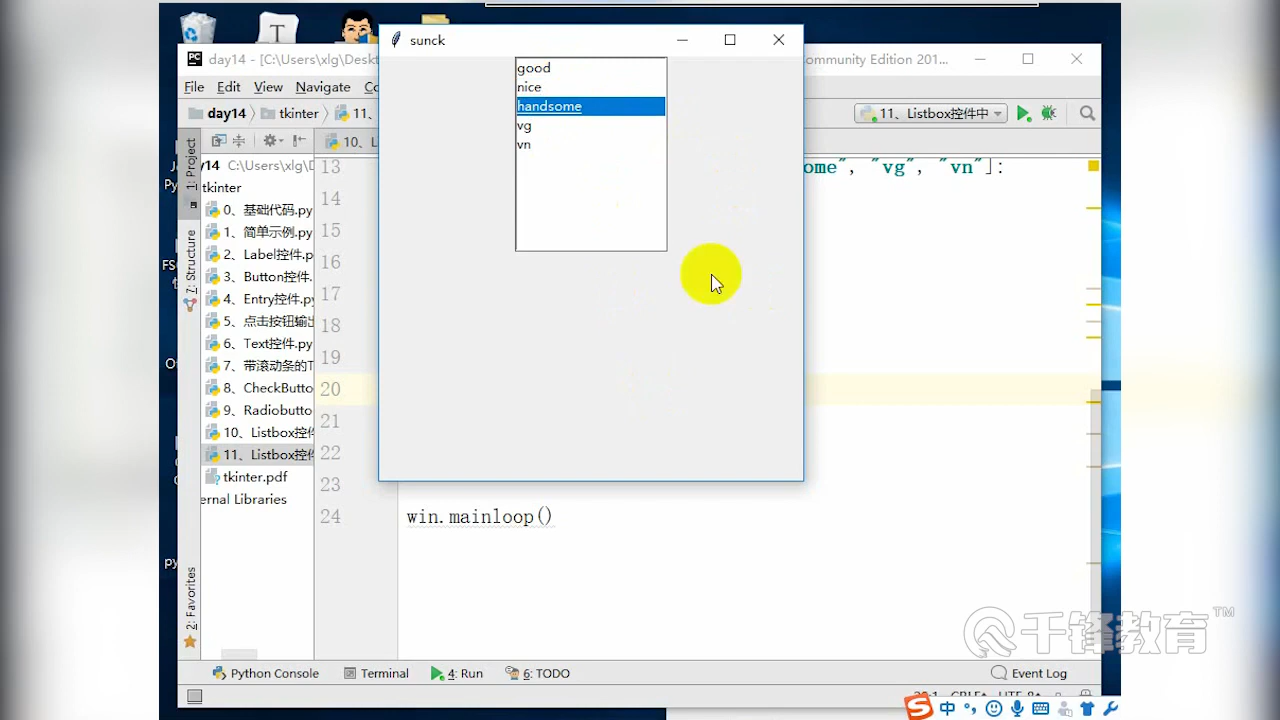 T
sunck
good
nice
handsome
vg
vn
day14 - [C:\Users\xlg\Deskt
ommunity Edition 201...
File Edit View Navigate
day14 tkinter 11、
11、Listbox控件中
1: Project
7: Structure
2: Favorites
10、L
C:\Users\xlg\Des
tkinter
0、基础代码.py
1、简单示例.py
2、Label控件.p
3、Button控件.
4、Entry控件.py
5、点击按钮输出
6、Text控件.py
7、带滚动条的T
8、CheckButto
9、Radiobutto
10、Listbox控件
11、Listbox控件
tkinter.pdf
ernal Libraries
13 ome", "vg", "vn"]:
14
15
16
17
18
19
20
21
22
23
24 win.mainloop()
Python Console Terminal 4: Run 6: TODO Event Log
中
千锋教育 TM